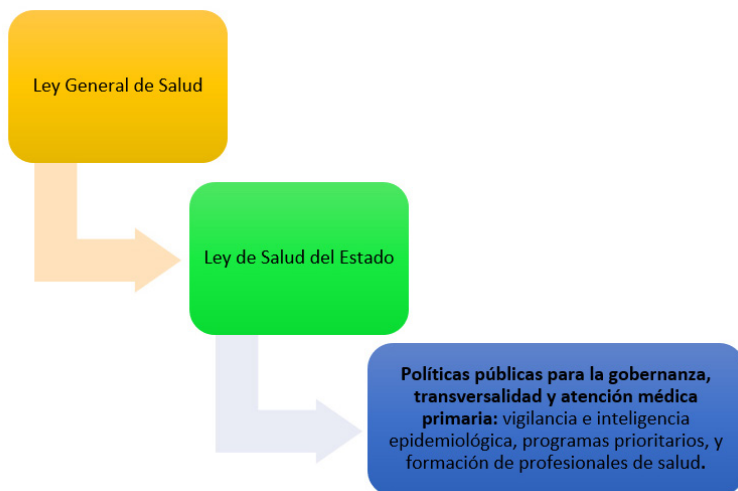 Ley General de Salud
Ley de Salud del Estado
Políticas públicas para la gobernanza,
transversalidad y atención médica
primaria: vigilancia e inteligencia
epidemiológica, programas prioritarios, y
formación de profesionales de salud.